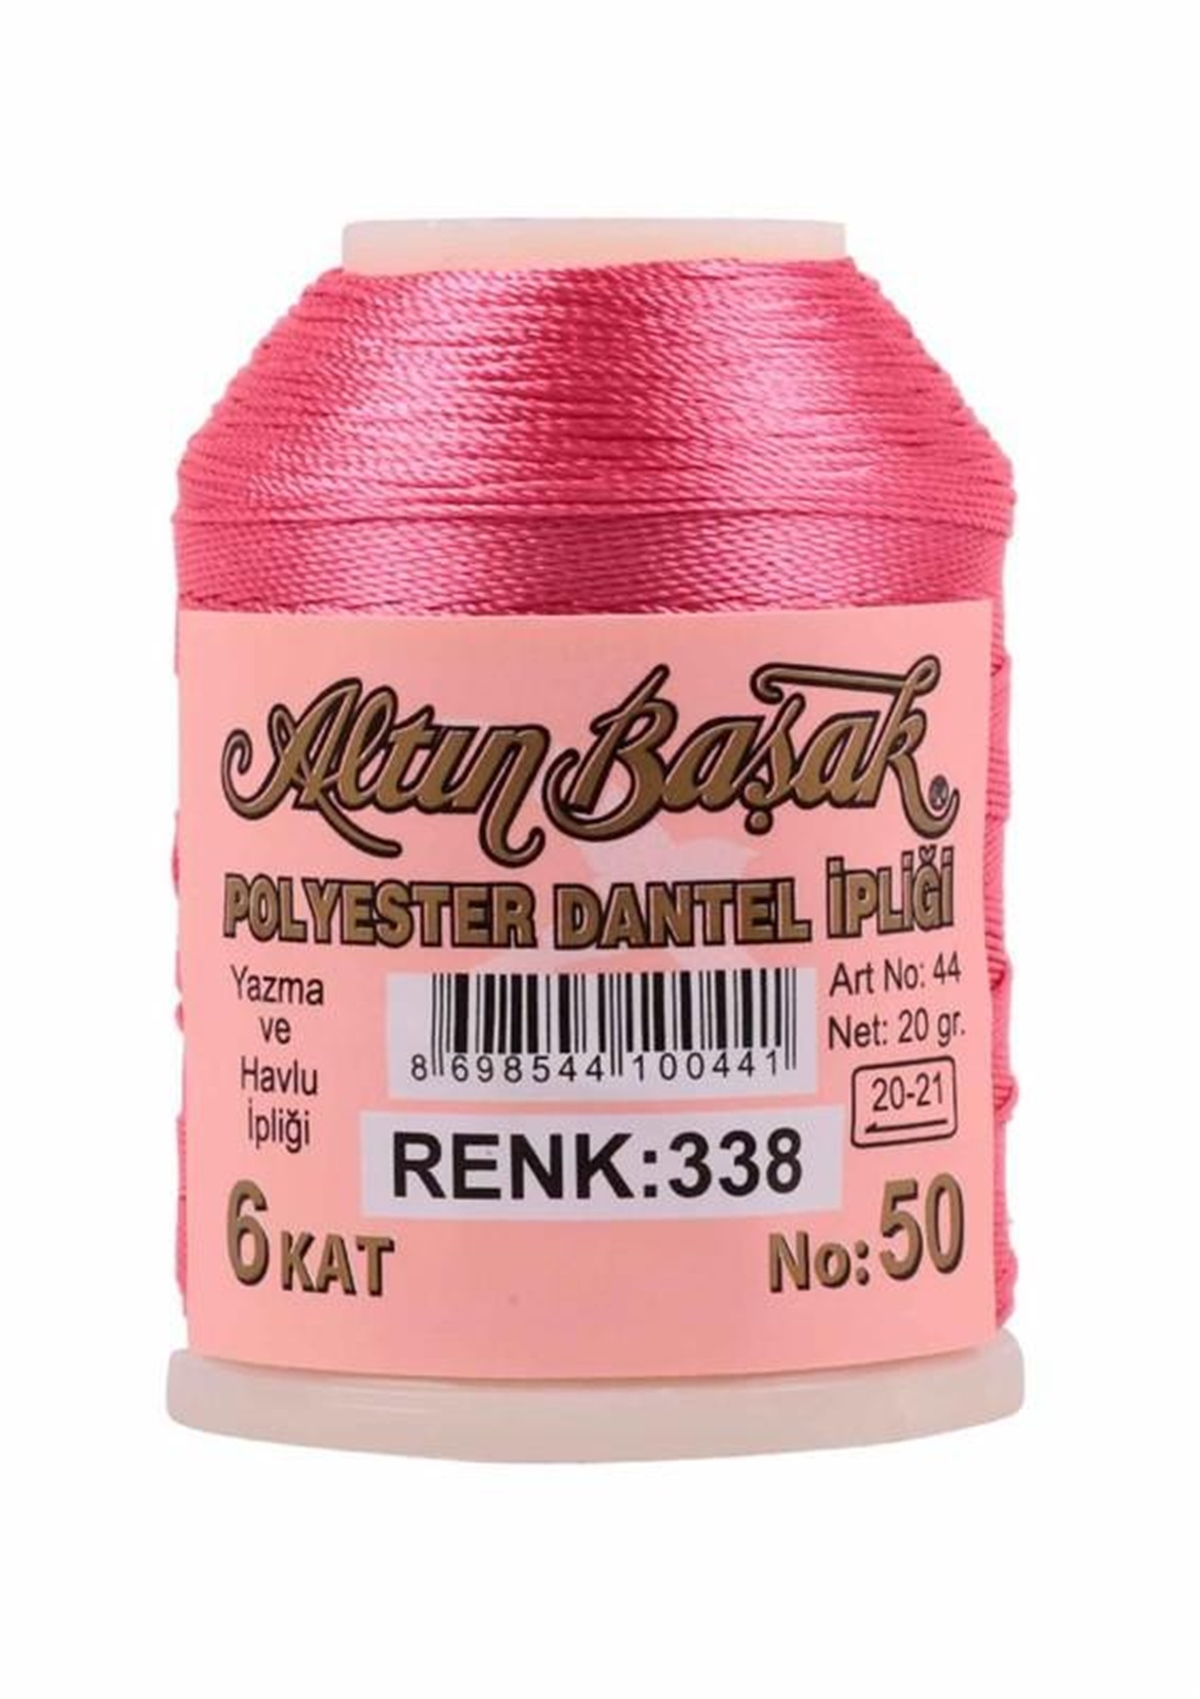 Altın Başak ®
POLYESTER DANTEL İPLİĞİ
Yazma
ve
Havlu
İpliği
8 698544 100441
Art No: 44
Net: 20 gr.
20-21
RENK:338
6 KAT
No: 50